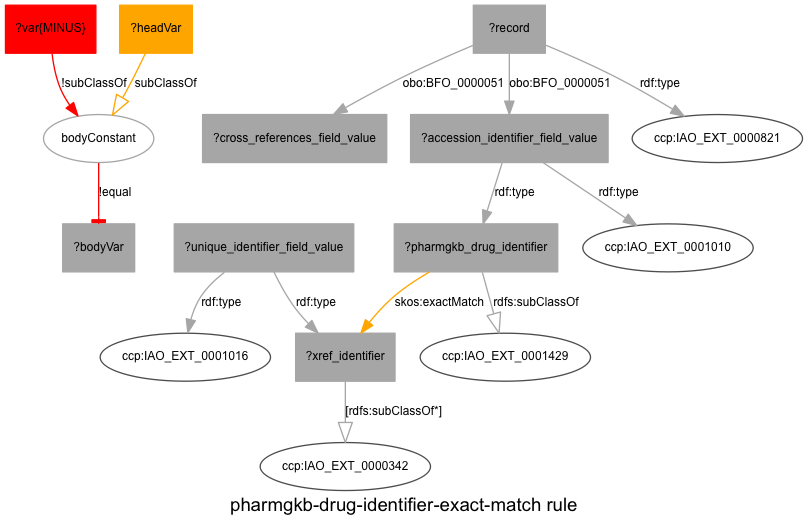 ?var{MINUS}
?headVar
?record
!subClassOf
subClassOf
obo:BFO_0000051
obo:BFO_0000051
rdf:type
bodyConstant
?cross_references_field_value
?accession_identifier_field_value
ccp:IAO_EXT_0000821
!equal
rdf:type
rdf:type
?bodyVar
?unique_identifier_field_value
?pharmgkb_drug_identifier
ccp:IAO_EXT_0001010
rdf:type
rdf:type
skos:exactMatch
rdfs:subClassOf
ccp:IAO_EXT_0001016
?xref_identifier
ccp:IAO_EXT_0001429
[rdfs:subClassOf*]
ccp:IAO_EXT_0000342
pharmgkb-drug-identifier-exact-match rule